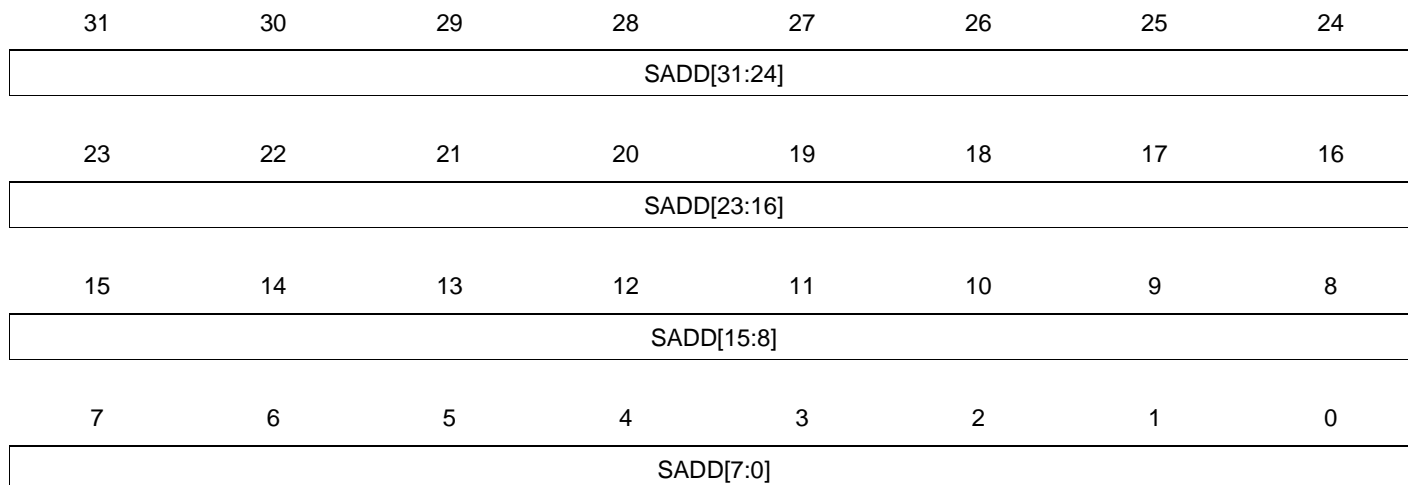 31 30 29 28 27 26 25 24
SADD[31:24]
23 22 21 20 19 18 17 16
SADD[23:16]
15 14 13 12 11 10 9 8
SADD[15:8]
7 6 5 4 3 2 1 0
SADD[7:0]